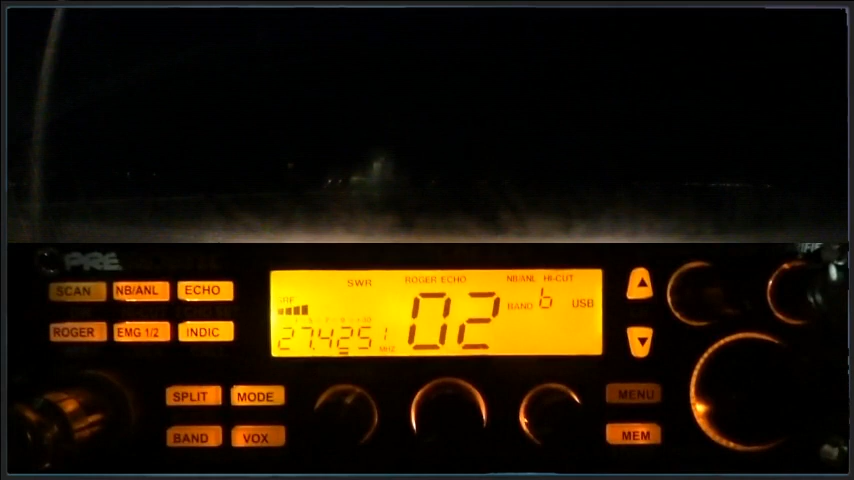 PRE
SCAN NB/ANL ECHO
ROGER EMG 1/2 INDIC
SPLIT MODE
BAND VOX
SWR ROGER ECHO NB/ANL HI-CUT
02 BAND 6 USB
27.4251 MHZ
MENU
MEM